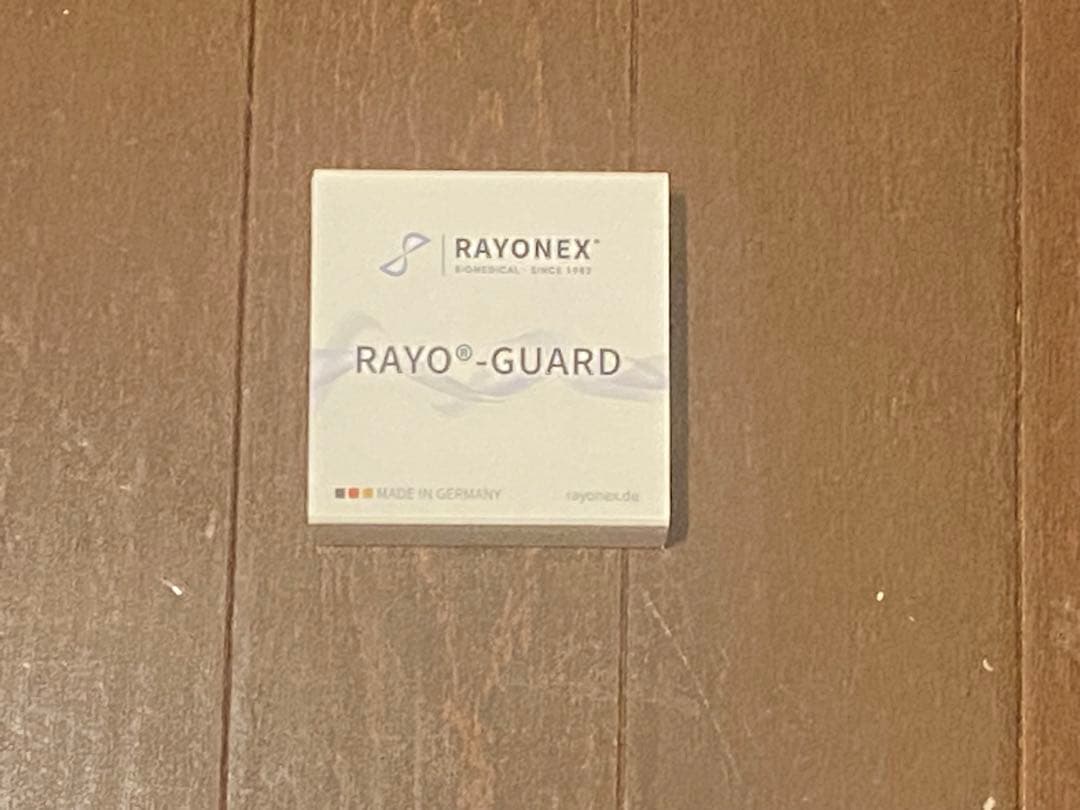 RAYONEX®
BIOMEDICAL · SINCE 1982
RAYO®-GUARD
MADE IN GERMANY
rayonex.de